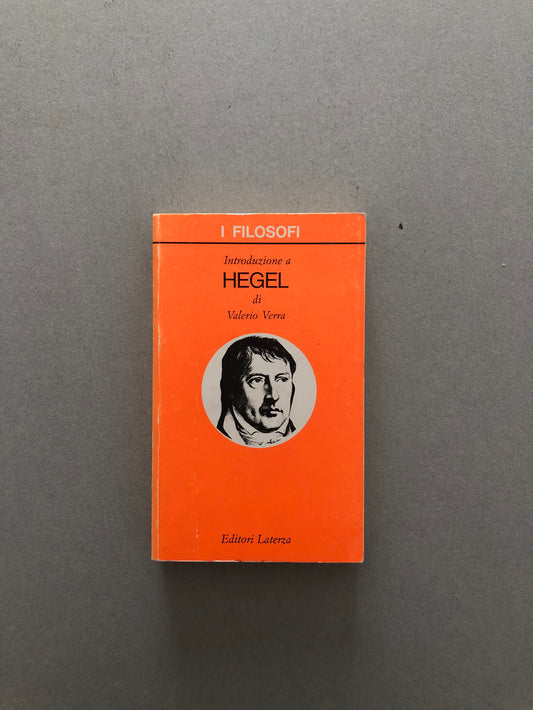 I FILOSOFI
Introduzione a
HEGEL
di
Valerio Verra
Editori Laterza